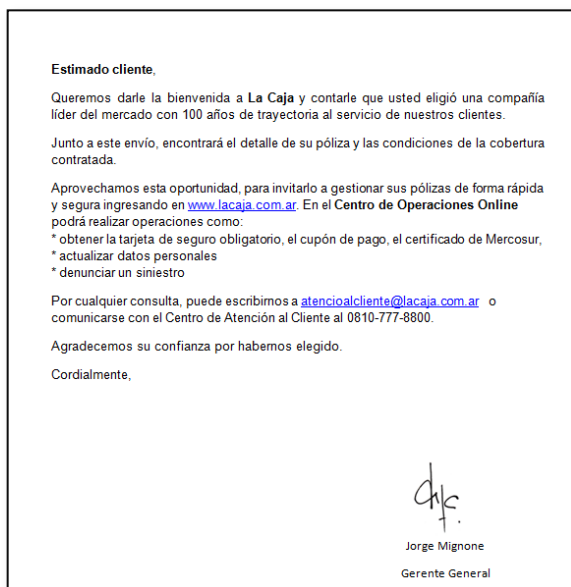 Estimado cliente,
Queremos darle la bienvenida a La Caja y contarle que usted eligió una compañía
líder del mercado con 100 años de trayectoria al servicio de nuestros clientes.
Junto a este envío, encontrará el detalle de su póliza y las condiciones de la cobertura
contratada.
Aprovechamos esta oportunidad, para invitarlo a gestionar sus pólizas de forma rápida
y segura ingresando en www.lacaja.com.ar. En el Centro de Operaciones Online
podrá realizar operaciones como:
* obtener la tarjeta de seguro obligatorio, el cupón de pago, el certificado de Mercosur,
* actualizar datos personales
* denunciar un siniestro
Por cualquier consulta, puede escribirnos a atencioalcliente@lacaja.com.ar o
comunicarse con el Centro de Atención al Cliente al 0810-777-8800.
Agradecemos su confianza por habernos elegido.
Cordialmente,
Jorge Mignone
Gerente General